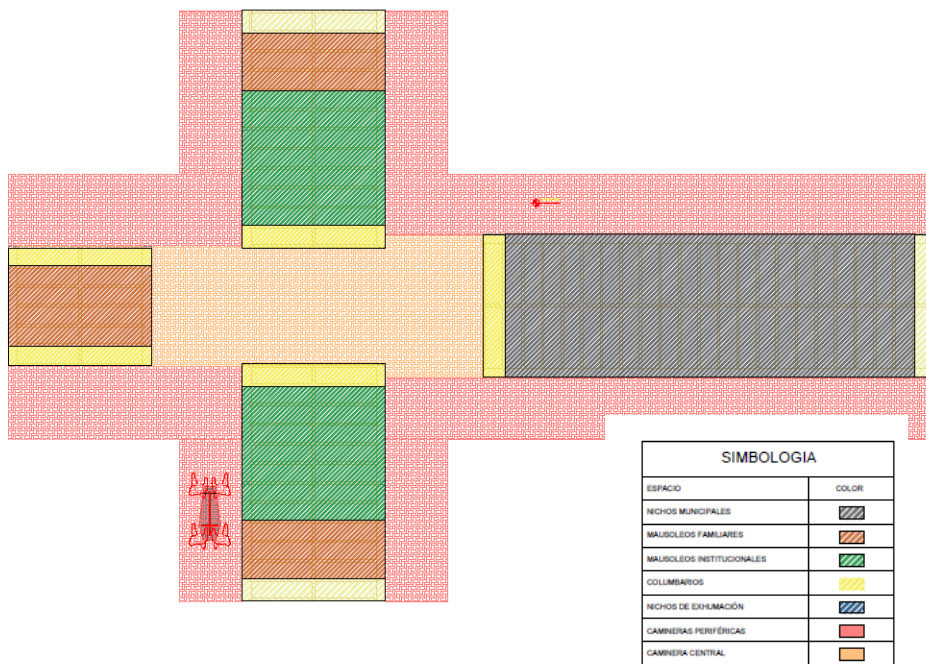 SIMBOLOGIA
ESPACIO COLOR
NICHOS MUNICIPALES
MAUSOLEOS FAMILIARES
MAUSOLEOS INSTITUCIONALES
COLUMBARIOS
NICHOS DE EXHUMACIÓN
CAMINERAS PERIFÉRICAS
CAMINERA CENTRAL